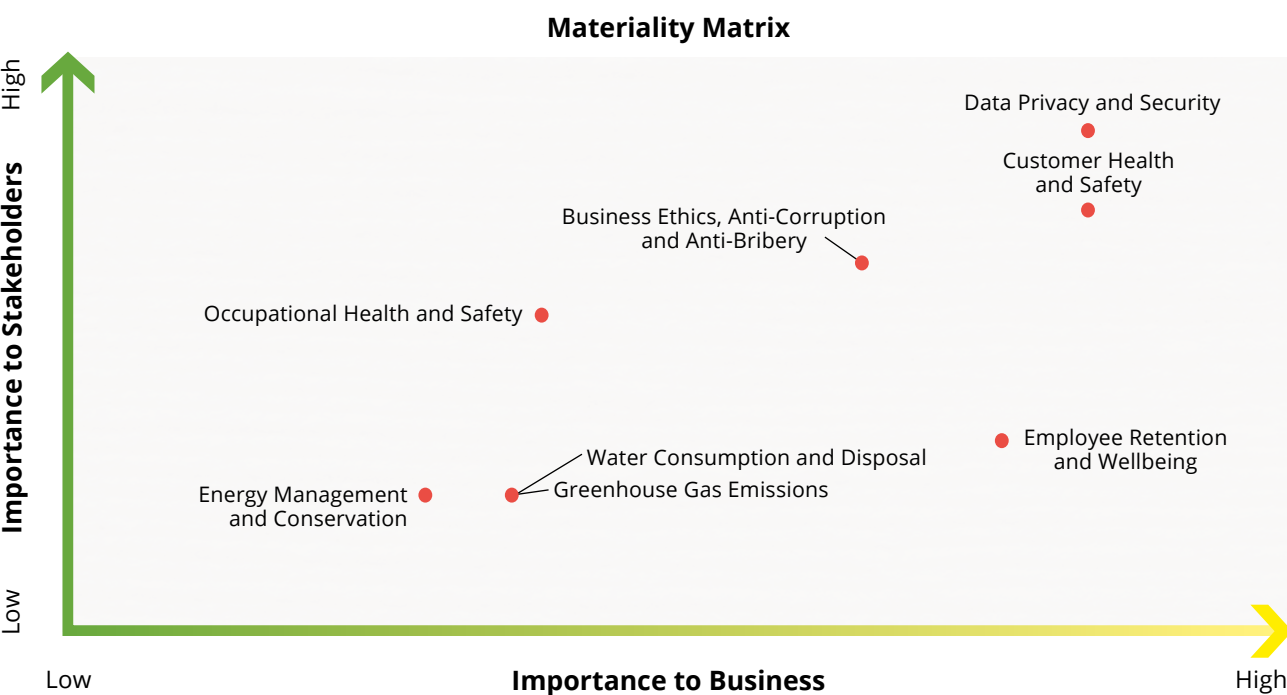 Materiality Matrix
High
Importance to Stakeholders
Low
Data Privacy and Security
Customer Health
and Safety
Business Ethics, Anti-Corruption
and Anti-Bribery
Occupational Health and Safety
Employee Retention
and Wellbeing
Water Consumption and Disposal
Greenhouse Gas Emissions
Energy Management
and Conservation
Low
Importance to Business
High